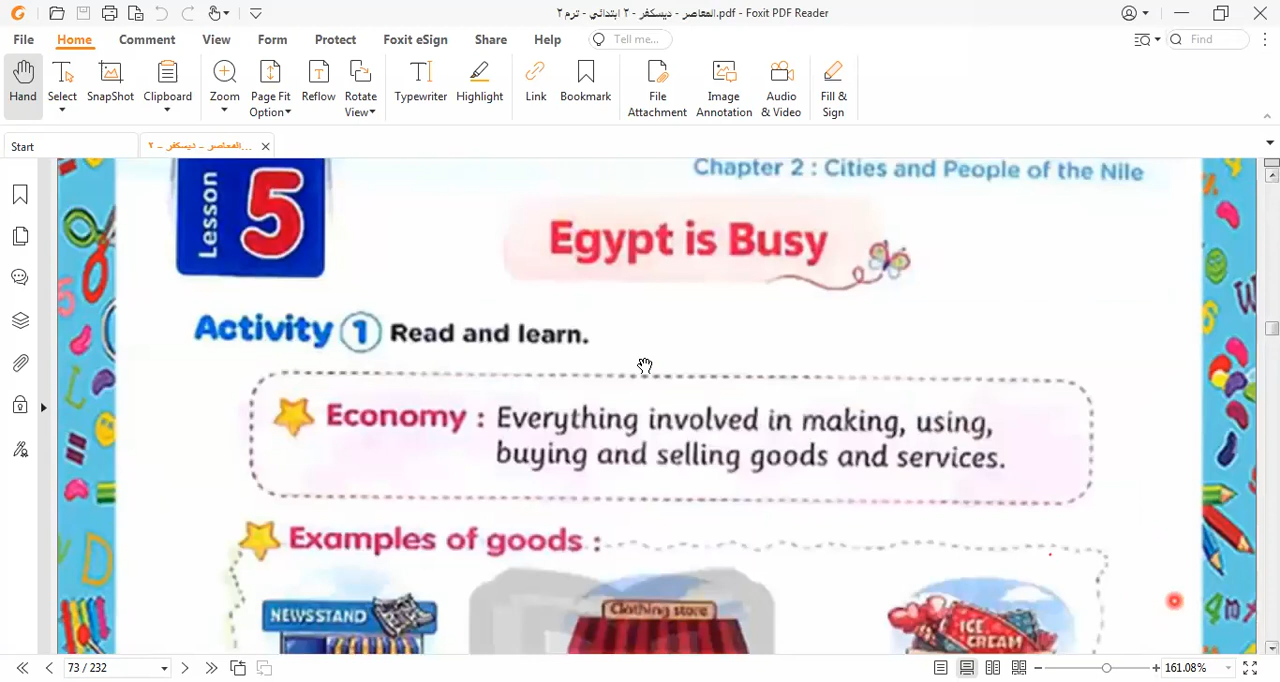 المعاصر - ديسكفر - ٢ ابتدائي - ترم٢.pdf - Foxit PDF Reader
File Home Comment View Form Protect Foxit eSign Share Help Tell me... Find
Hand Select SnapShot Clipboard Zoom Page Fit Option Reflow Rotate View Typewriter Highlight Link Bookmark File Attachment Image Annotation Audio & Video Fill & Sign
Start المعاصر - ديسكفر - ٢...
Chapter 2 : Cities and People of the Nile
Lesson 5
Egypt is Busy
Activity 1 Read and learn.
Economy : Everything involved in making, using,
buying and selling goods and services.
Examples of goods :
NEWSSTAND Clothing store ICE CREAM
73 / 232 161.08%